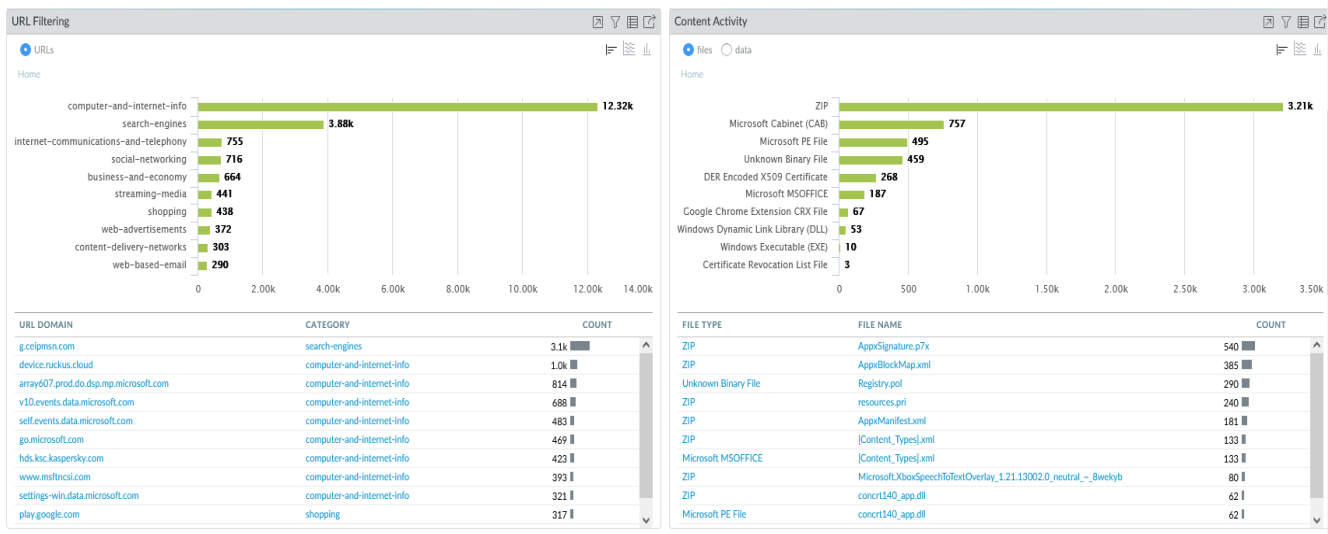 URL Filtering
URLs
Home
computer-and-internet-info 12.32k
search-engines 3.88k
internet-communications-and-telephony 755
social-networking 716
business-and-economy 664
streaming-media 441
shopping 438
web-advertisements 372
content-delivery-networks 303
web-based-email 290
0 2.00k 4.00k 6.00k 8.00k 10.00k 12.00k 14.00k
URL DOMAIN CATEGORY COUNT
g.ceipmsn.com search-engines 3.1k
device.ruckus.cloud computer-and-internet-info 1.0k
array607.prod.do.dsp.mp.microsoft.com computer-and-internet-info 814
v10.events.data.microsoft.com computer-and-internet-info 688
self.events.data.microsoft.com computer-and-internet-info 483
go.microsoft.com computer-and-internet-info 469
hds.ksc.kaspersky.com computer-and-internet-info 423
www.msftncsi.com computer-and-internet-info 393
settings-win.data.microsoft.com computer-and-internet-info 321
play.google.com shopping 317
Content Activity
files data
Home
ZIP 3.21k
Microsoft Cabinet (CAB) 757
Microsoft PE File 495
Unknown Binary File 459
DER Encoded X509 Certificate 268
Microsoft MSOFFICE 187
Google Chrome Extension CRX File 67
Windows Dynamic Link Library (DLL) 53
Windows Executable (EXE) 10
Certificate Revocation List File 3
0 500 1.00k 1.50k 2.00k 2.50k 3.00k 3.50k
FILE TYPE FILE NAME COUNT
ZIP AppxSignature.p7x 540
ZIP AppxBlockMap.xml 385
Unknown Binary File Registry.pol 290
ZIP resources.pri 240
ZIP AppxManifest.xml 181
ZIP [Content_Types].xml 133
Microsoft MSOFFICE [Content_Types].xml 133
ZIP Microsoft.XboxSpeechToTextOverlay_1.21.13002.0_neutral_~_8wekyb 80
ZIP concrt140_app.dll 62
Microsoft PE File concrt140_app.dll 62